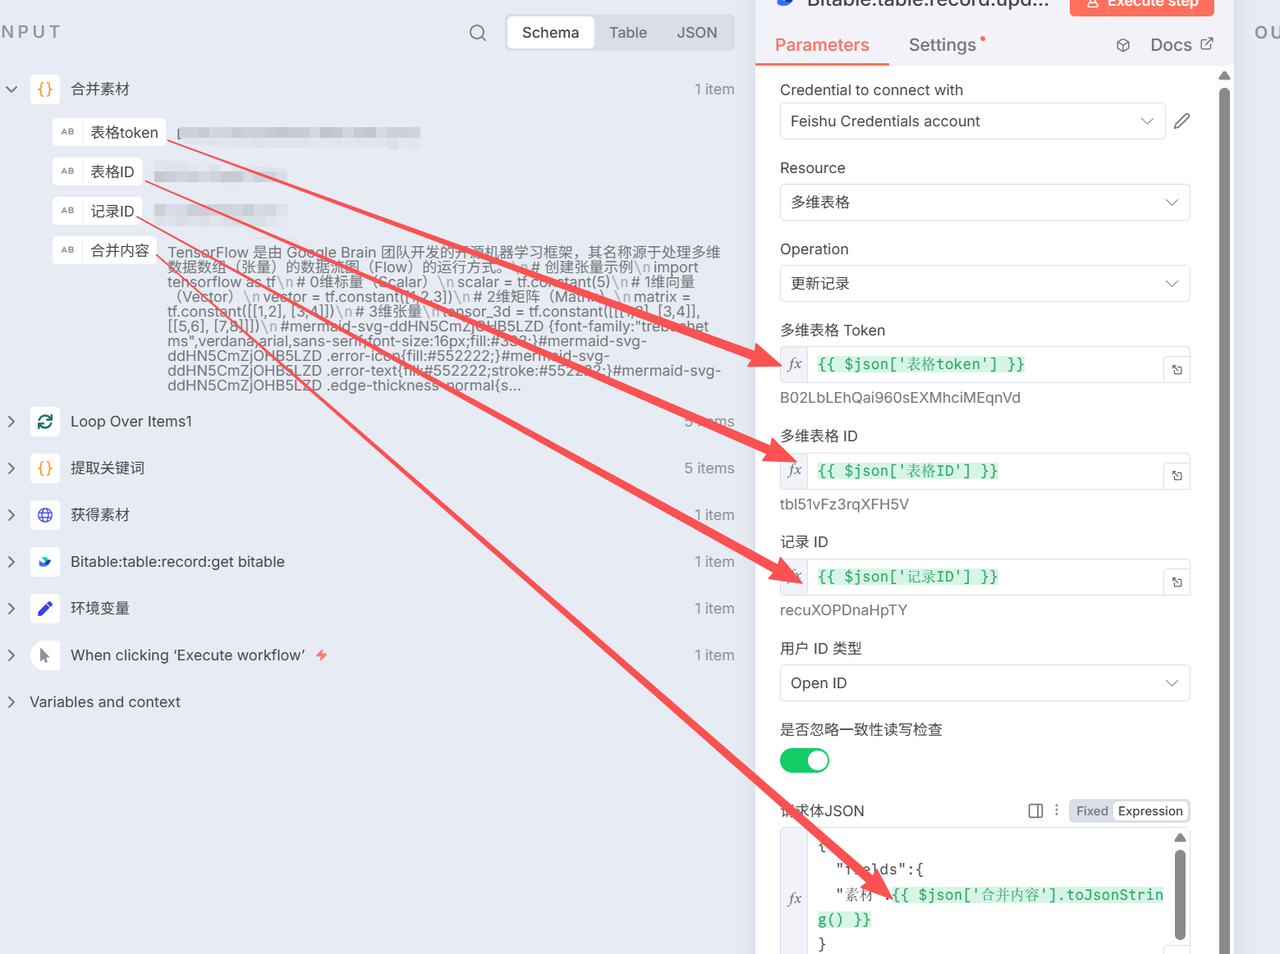 NPUT
Schema
Table
JSON
合并素材
1 item
AB 表格token
AB 表格ID
AB 记录ID
AB 合并内容
TensorFlow 是由 Google Brain 团队开发的开源机器学习框架，其名称源于处理多维
数据数组（张量）的数据流图（Flow）的运行方式。\n # 创建张量示例\n import
tensorflow as tf\n # 0维标量（Scalar）\n scalar = tf.constant(5)\n # 1维向量
（Vector）\n vector = tf.constant([1,2,3])\n # 2维矩阵（Matrix）\n matrix =
tf.constant([[1,2], [3,4]])\n # 3维张量\n tensor_3d = tf.constant([[[1,2], [3,4]],
[[5,6], [7,8]]])\n #mermaid-svg-ddHN5CmZjOHB5LZD {font-family:"trebuchet
ms",verdana,arial,sans-serif;font-size:16px;fill:#333;}#mermaid-svg-
ddHN5CmZjOHB5LZD .error-icon{fill:#552222;}#mermaid-svg-
ddHN5CmZjOHB5LZD .error-text{fill:#552222;stroke:#552222;}#mermaid-svg-
ddHN5CmZjOHB5LZD .edge-thickness-normal{s...
Loop Over Items1
5 items
提取关键词
5 items
获得素材
1 item
Bitable:table:record:get bitable
1 item
环境变量
1 item
When clicking ‘Execute workflow’
1 item
Variables and context
Bitable:table:record:upd...
Execute step
Parameters
Settings
Docs
OU
Credential to connect with
Feishu Credentials account
Resource
多维表格
Operation
更新记录
多维表格 Token
fx {{ $json['表格token'] }}
B02LbLEhQai960sEXMhciMEqnVd
多维表格 ID
fx {{ $json['表格ID'] }}
tbl51vFz3rqXFH5V
记录 ID
fx {{ $json['记录ID'] }}
recuXOPDnaHpTY
用户 ID 类型
Open ID
是否忽略一致性读写检查
请求体JSON
Fixed
Expression
fx
{
"fields":{
"素材":{{ $json['合并内容'].toJsonStrin
g() }}
}